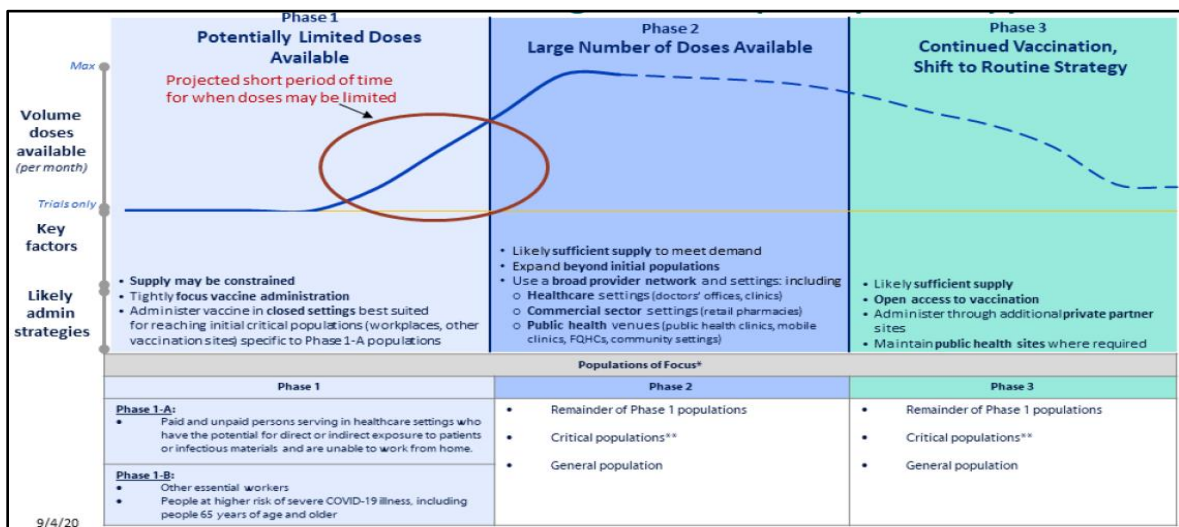 Phase 1
Potentially Limited Doses
Available
Projected short period of time
for when doses may be limited
Phase 2
Large Number of Doses Available
Phase 3
Continued Vaccination,
Shift to Routine Strategy
Max
Volume
doses
available
(per month)
Trials only
Key
factors
Likely
admin
strategies
• Supply may be constrained
• Tightly focus vaccine administration
• Administer vaccine in closed settings best suited
for reaching initial critical populations (workplaces, other
vaccination sites) specific to Phase 1-A populations
• Likely sufficient supply to meet demand
• Expand beyond initial populations
• Use a broad provider network and settings: including
o Healthcare settings (doctors' offices, clinics)
o Commercial sector settings (retail pharmacies)
o Public health venues (public health clinics, mobile
clinics, FQHCs, community settings)
• Likely sufficient supply
• Open access to vaccination
• Administer through additional private partner
sites
• Maintain public health sites where required
Populations of Focus*
Phase 1
Phase 2
Phase 3
Phase 1-A:
• Paid and unpaid persons serving in healthcare settings who
have the potential for direct or indirect exposure to patients
or infectious materials and are unable to work from home.
Phase 1-B:
• Other essential workers
• People at higher risk of severe COVID-19 illness, including
people 65 years of age and older
• Remainder of Phase 1 populations
• Critical populations**
• General population
• Remainder of Phase 1 populations
• Critical populations**
• General population
9/4/20